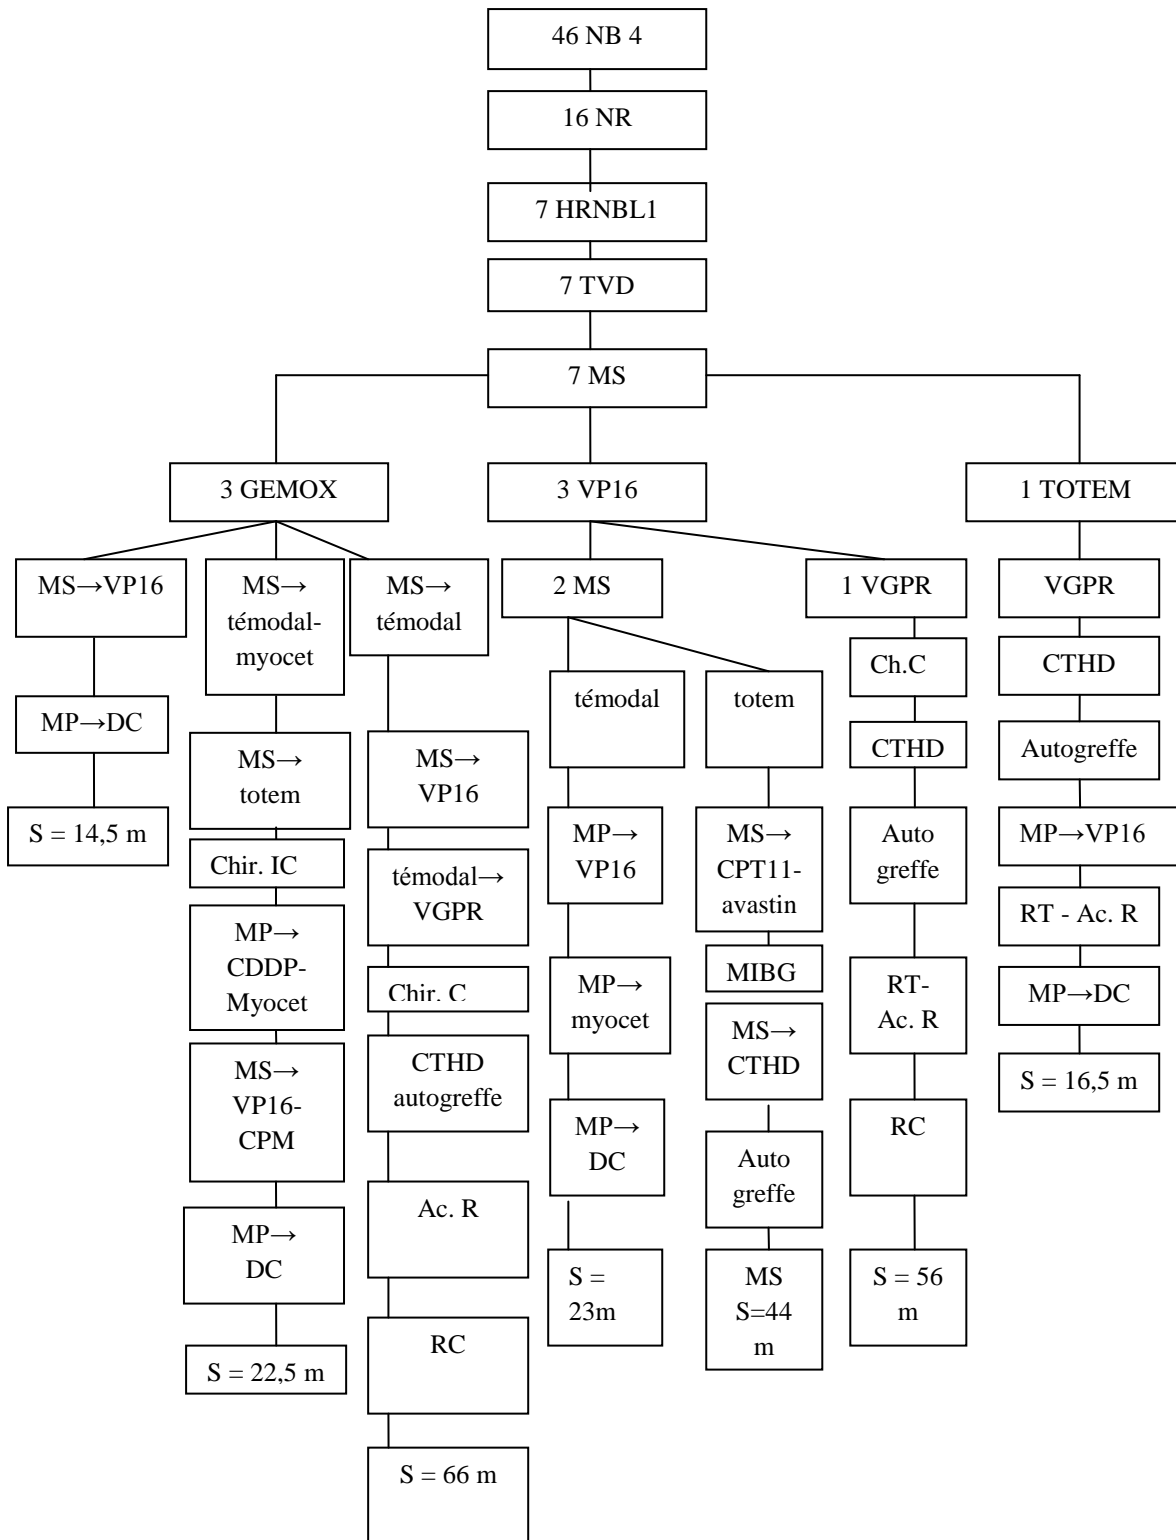 46 NB 4
16 NR
7 HRNBL1
7 TVD
7 MS
3 GEMOX
3 VP16
1 TOTEM
MS→VP16
MP→DC
S = 14,5 m
MS→
témodal-
myocet
MS→
totem
Chir. IC
MP→
CDDP-
Myocet
MS→
VP16-
CPM
MP→
DC
S = 22,5 m
MS→
témodal
MS→
VP16
témodal→
VGPR
Chir. C
CTHD
autogreffe
Ac. R
RC
S = 66 m
2 MS
témodal
MP→
VP16
MP→
myocet
MP→
DC
S =
23m
totem
MS→
CPT11-
avastin
MIBG
MS→
CTHD
Auto
greffe
MS
S=44
m
1 VGPR
Ch.C
CTHD
Auto
greffe
RT-
Ac. R
RC
S = 56
m
VGPR
CTHD
Autogreffe
MP→VP16
RT - Ac. R
MP→DC
S = 16,5 m